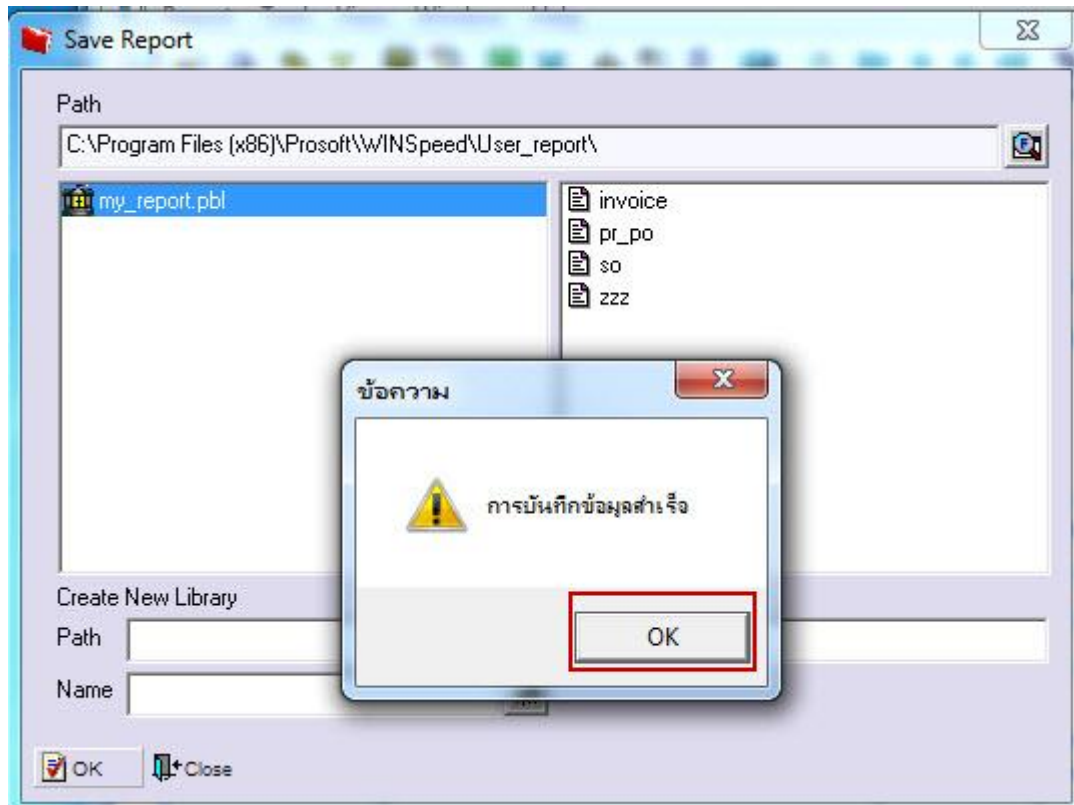 Save Report
Path
C:\Program Files (x86)\Prosoft\WINSpeed\User_report\
my_report.pbl
invoice
pr_po
so
zzz
ข้อความ
การบันทึกข้อมูลสำเร็จ
OK
Create New Library
Path
Name
OK
Close